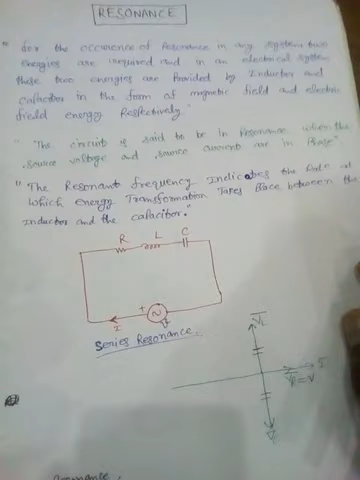 RESONANCE
for the occurence of Resonance in any system two
energies are required and in an electrical system
these two energies are Provided by Inductor and
capacitor in the form of magnetic field and electric
field energy Respectively."
"The circuit is said to be in Resonance when the
source voltage and source current are in Phase"
"The Resonant frequency Indicates the Rate at
which energy Transformation Takes Place between the
Inductor and the capacitor."
R L C
+
I
V
Series Resonance.
VL
I
VR=V